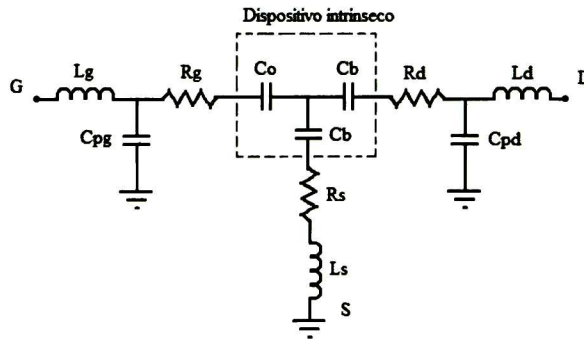 Dispositivo intrinseco
G
Lg
Rg
Co
Cb
Rd
Ld
D
Cpg
Cb
Cpd
Rs
Ls
S